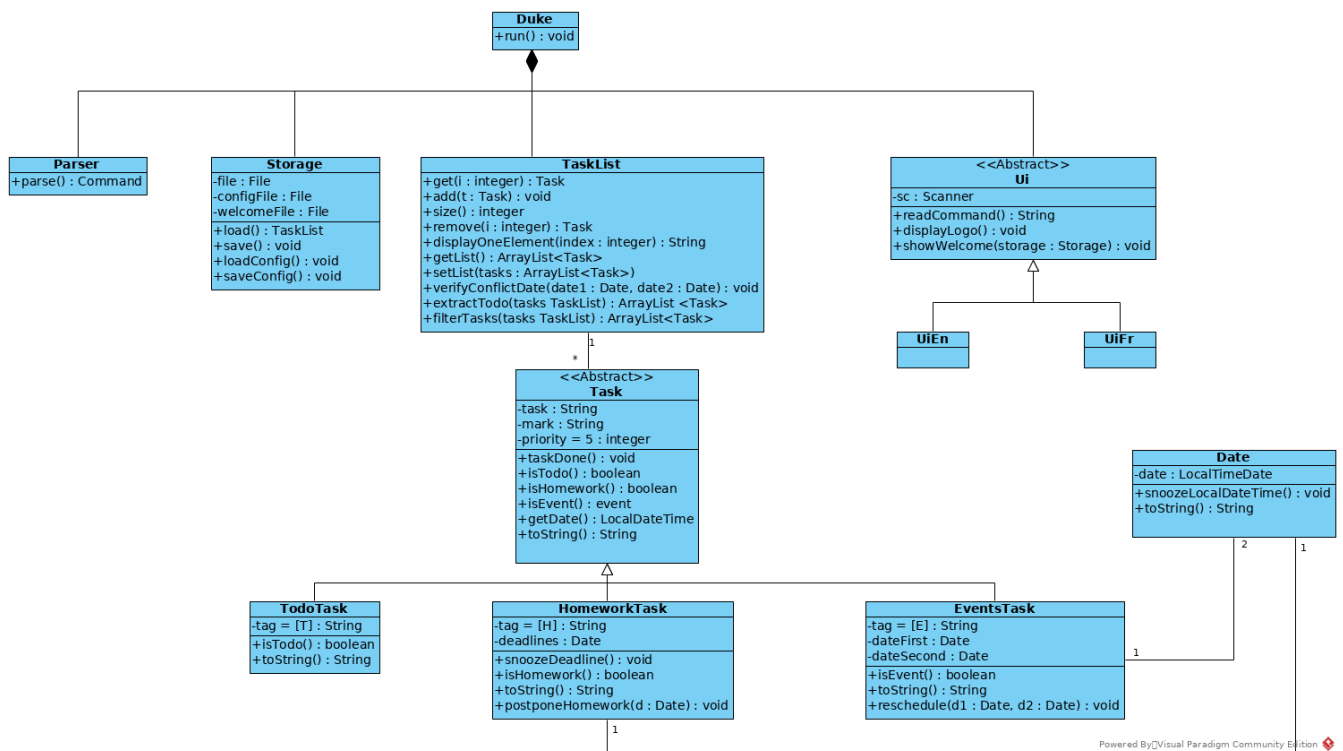 Duke
+run() : void
Parser
+parse() : Command
Storage
-file : File
-configFile : File
-welcomeFile : File
+load() : TaskList
+save() : void
+loadConfig() : void
+saveConfig() : void
TaskList
+get(i : integer) : Task
+add(t : Task) : void
+size() : integer
+remove(i : integer) : Task
+displayOneElement(index : integer) : String
+getList() : ArrayList<Task>
+setList(tasks : ArrayList<Task>)
+verifyConflictDate(date1 : Date, date2 : Date) : void
+extractTodo(tasks TaskList) : ArrayList <Task>
+filterTasks(tasks TaskList) : ArrayList<Task>
<<Abstract>>
Ui
-sc : Scanner
+readCommand() : String
+displayLogo() : void
+showWelcome(storage : Storage) : void
UiEn
UiFr
1
*
<<Abstract>>
Task
-task : String
-mark : String
-priority = 5 : integer
+taskDone() : void
+isTodo() : boolean
+isHomework() : boolean
+isEvent() : event
+getDate() : LocalDateTime
+toString() : String
Date
-date : LocalTimeDate
+snoozeLocalDateTime() : void
+toString() : String
2
1
TodoTask
-tag = [T] : String
+isTodo() : boolean
+toString() : String
HomeworkTask
-tag = [H] : String
-deadlines : Date
+snoozeDeadline() : void
+isHomework() : boolean
+toString() : String
+postponeHomework(d : Date) : void
1
EventsTask
-tag = [E] : String
-dateFirst : Date
-dateSecond : Date
+isEvent() : boolean
+toString() : String
+reschedule(d1 : Date, d2 : Date) : void
1
Powered By Visual Paradigm Community Edition